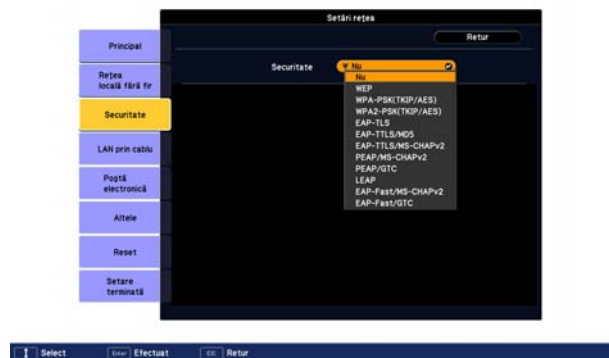 Setări rețea
Retur
Principal
Rețea
locală fără fir
Securitate
LAN prin cablu
Poștă
electronică
Altele
Reset
Setare
terminată
Securitate
Nu
Nu
WEP
WPA-PSK(TKIP/AES)
WPA2-PSK(TKIP/AES)
EAP-TLS
EAP-TTLS/MD5
EAP-TTLS/MS-CHAPv2
PEAP/MS-CHAPv2
PEAP/GTC
LEAP
EAP-Fast/MS-CHAPv2
EAP-Fast/GTC
Select
Enter Efectuat
ESC Retur